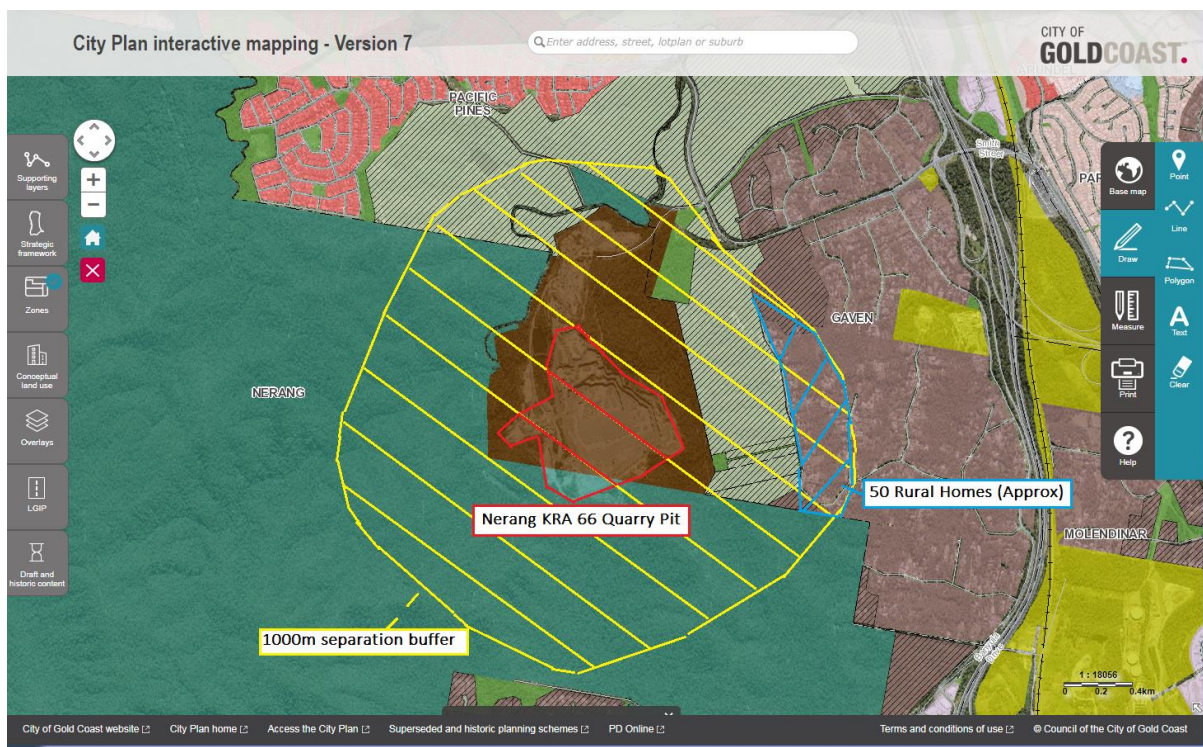 City Plan interactive mapping - Version 7
Enter address, street, lotplan or suburb
CITY OF
GOLDCOAST.
PACIFIC
PINES
Smith
Street
Supporting
layers
Strategic
framework
Zones
Conceptual
land use
Overlays
LGIP
Draft and
historic content
Base map
Draw
Measure
Print
Help
Point
Line
Polygon
Text
Clear
GAVEN
NERANG
50 Rural Homes (Approx)
Nerang KRA 66 Quarry Pit
MOLENDINAR
1000m separation buffer
1 : 18056
0 0.2 0.4km
City of Gold Coast website
City Plan home
Access the City Plan
Superseded and historic planning schemes
PD Online
Terms and conditions of use
© Council of the City of Gold Coast